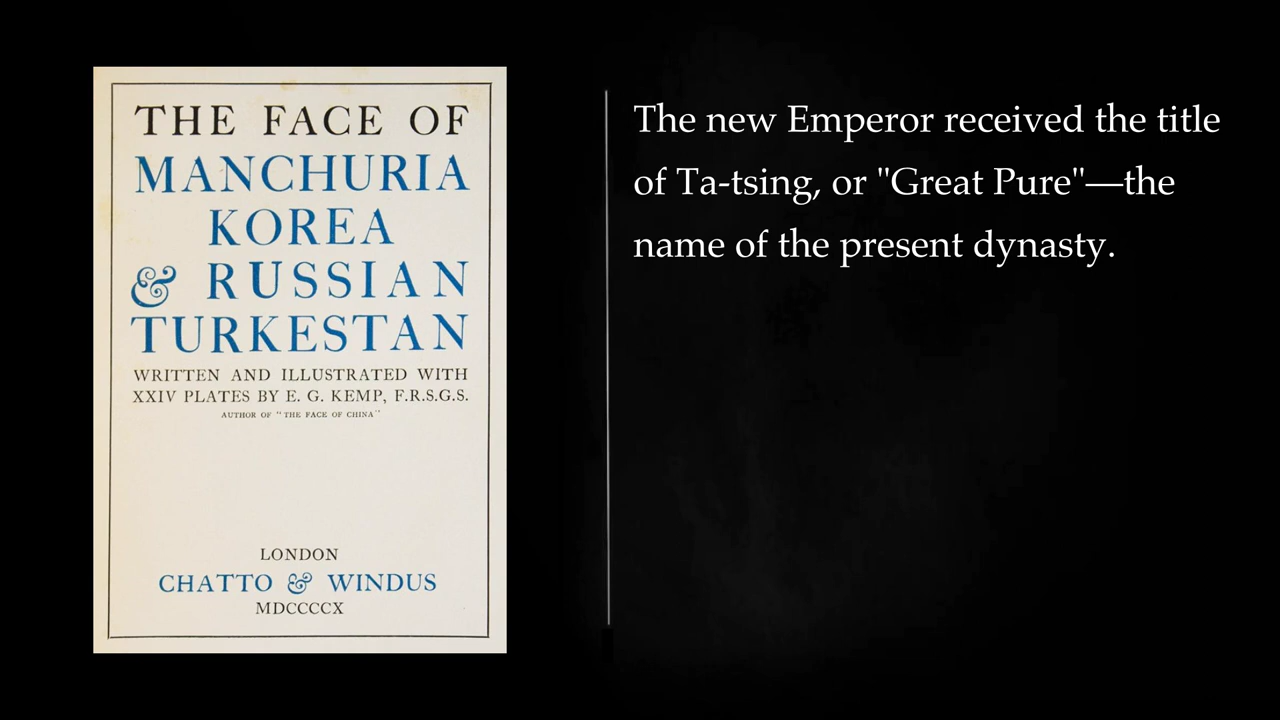 THE FACE OF
MANCHURIA
KOREA
& RUSSIAN
TURKESTAN
WRITTEN AND ILLUSTRATED WITH
XXIV PLATES BY E. G. KEMP, F.R.S.G.S.
AUTHOR OF "THE FACE OF CHINA"
LONDON
CHATTO & WINDUS
MDCCCCX
The new Emperor received the title
of Ta-tsing, or "Great Pure"—the
name of the present dynasty.